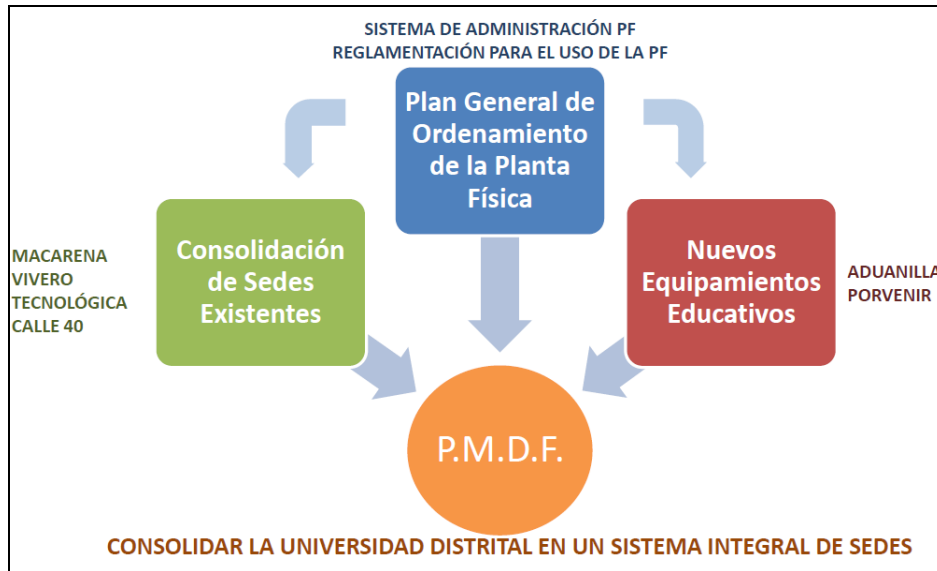 SISTEMA DE ADMINISTRACIÓN PF
REGLAMENTACIÓN PARA EL USO DE LA PF
Plan General de
Ordenamiento
de la Planta
Física
Consolidación
de Sedes
Existentes
Nuevos
Equipamientos
Educativos
MACARENA
VIVERO
TECNOLÓGICA
CALLE 40
ADUANILLA
PORVENIR
P.M.D.F.
CONSOLIDAR LA UNIVERSIDAD DISTRITAL EN UN SISTEMA INTEGRAL DE SEDES